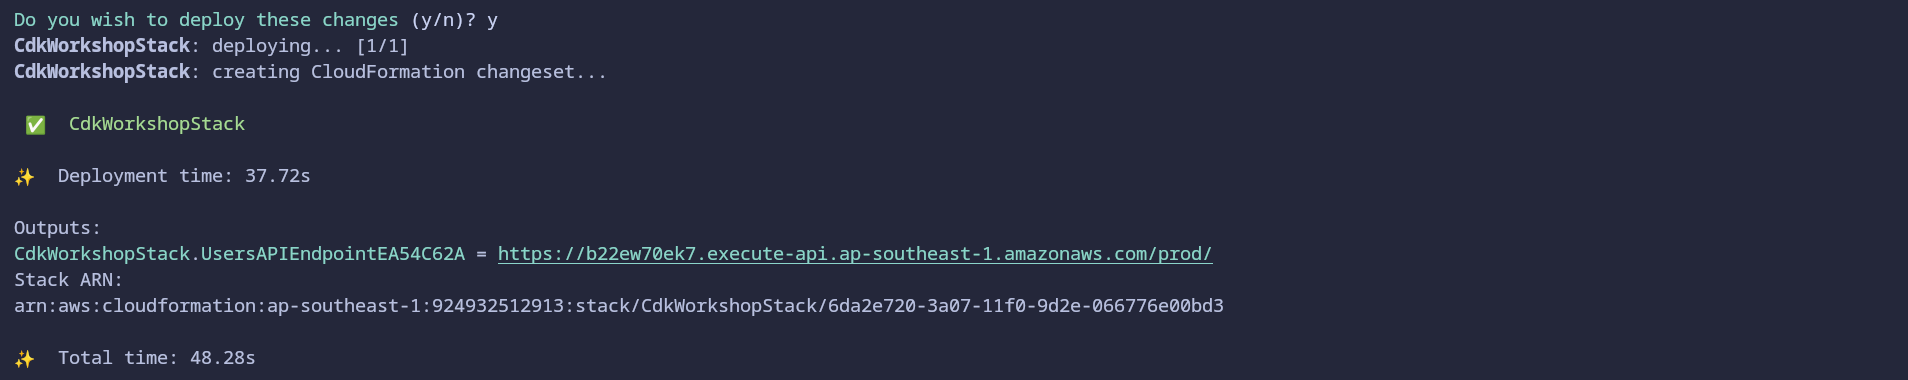 Do you wish to deploy these changes (y/n)? y
CdkWorkshopStack: deploying... [1/1]
CdkWorkshopStack: creating CloudFormation changeset...
✅  CdkWorkshopStack
✨  Deployment time: 37.72s
Outputs:
CdkWorkshopStack.UsersAPIEndpointEA54C62A = https://b22ew70ek7.execute-api.ap-southeast-1.amazonaws.com/prod/
Stack ARN:
arn:aws:cloudformation:ap-southeast-1:924932512913:stack/CdkWorkshopStack/6da2e720-3a07-11f0-9d2e-066776e00bd3
✨  Total time: 48.28s